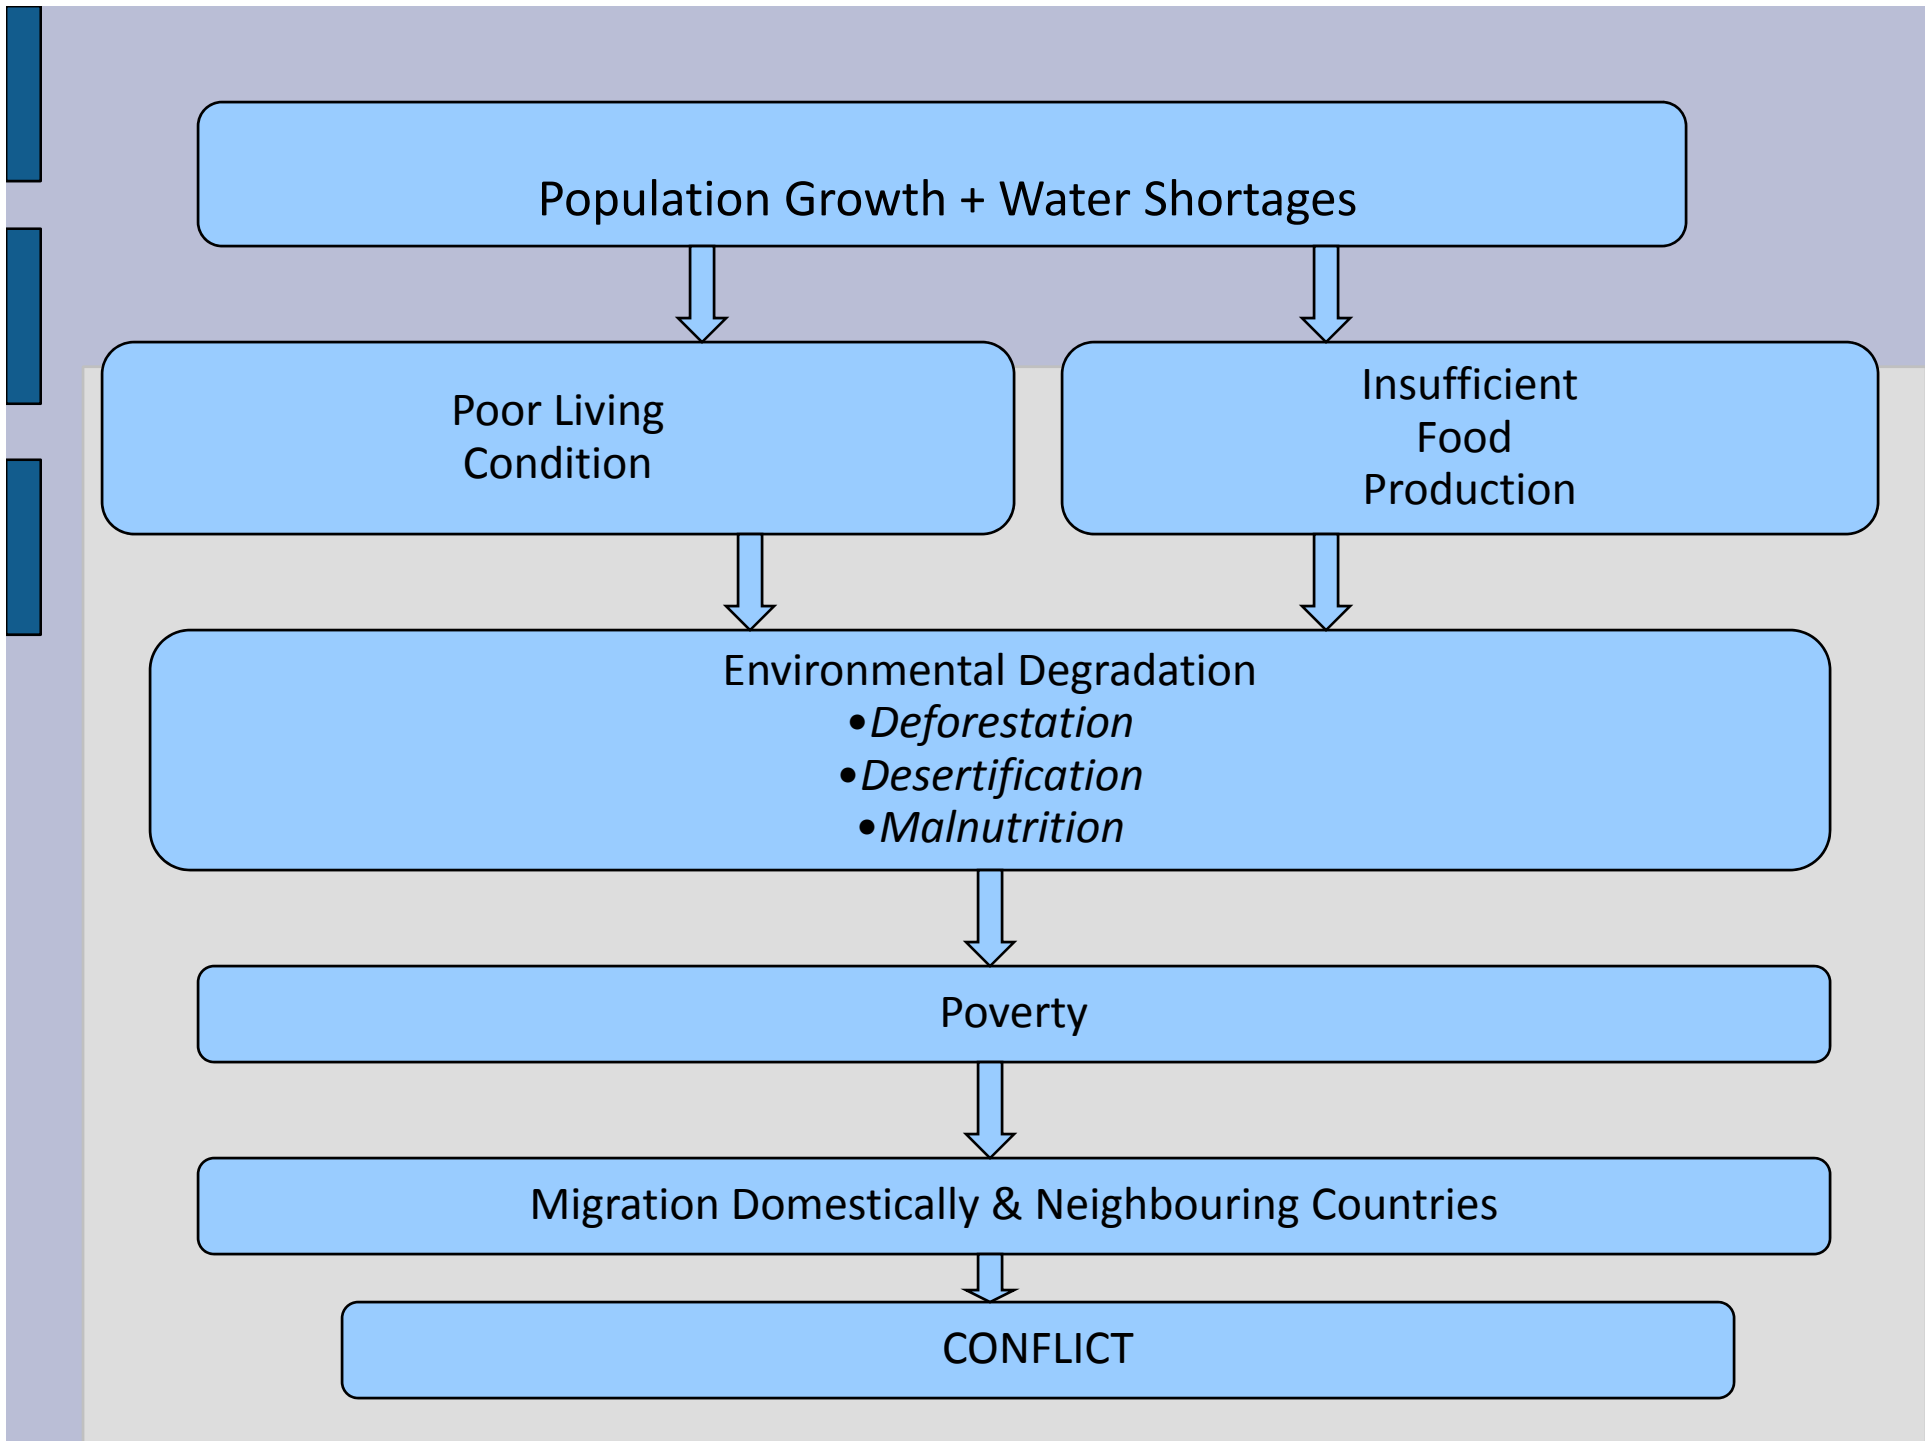 Population Growth + Water Shortages
Poor Living
Condition
Insufficient
Food
Production
Environmental Degradation
•Deforestation
•Desertification
•Malnutrition
Poverty
Migration Domestically & Neighbouring Countries
CONFLICT